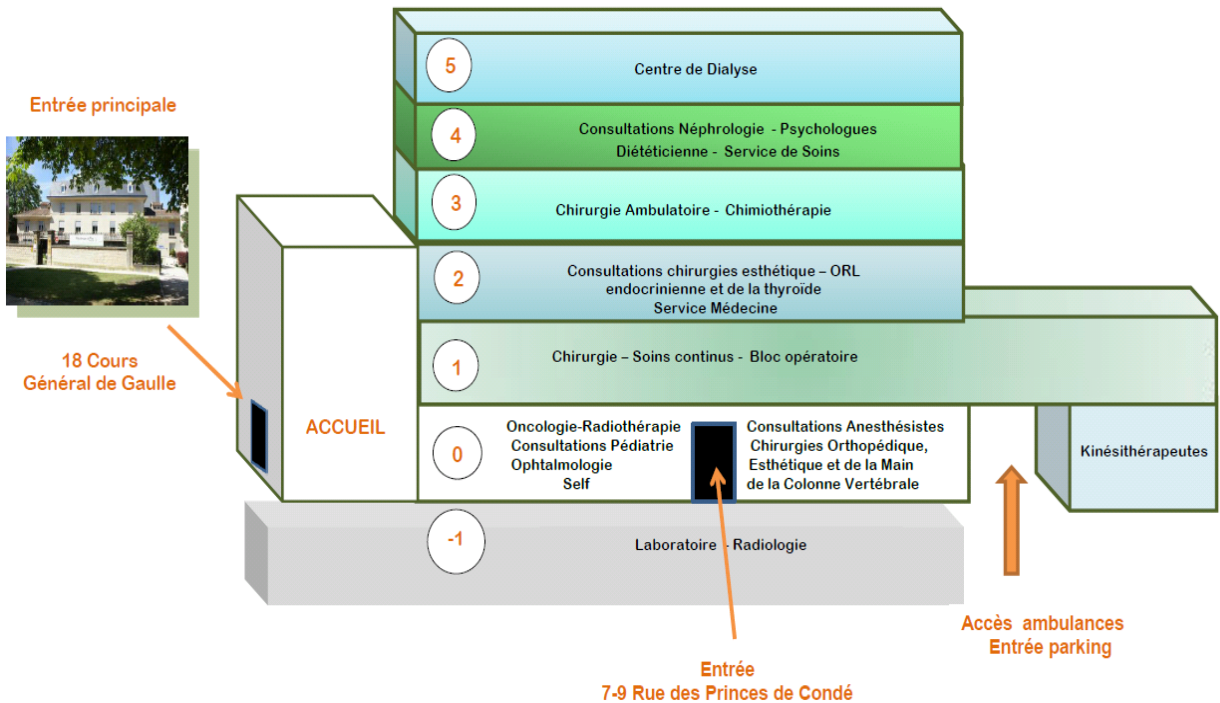 5
Centre de Dialyse
Entrée principale
4
Consultations Néphrologie - Psychologues
Diététicienne - Service de Soins
3
Chirurgie Ambulatoire - Chimiothérapie
2
Consultations chirurgies esthétique – ORL
endocrinienne et de la thyroïde
Service Médecine
18 Cours
Général de Gaulle
1
Chirurgie – Soins continus - Bloc opératoire
ACCUEIL
0
Oncologie-Radiothérapie
Consultations Pédiatrie
Ophtalmologie
Self
Consultations Anesthésistes
Chirurgies Orthopédique,
Esthétique et de la Main
de la Colonne Vertébrale
Kinésithérapeutes
-1
Laboratoire - Radiologie
Accès ambulances
Entrée parking
Entrée
7-9 Rue des Princes de Condé